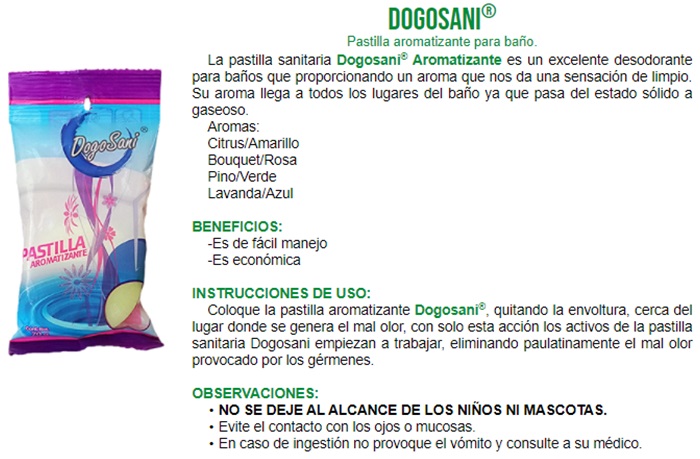 DOGOSANI®
Pastilla aromatizante para baño.
La pastilla sanitaria Dogosani® Aromatizante es un excelente desodorante
para baños que proporcionando un aroma que nos da una sensación de limpio.
Su aroma llega a todos los lugares del baño ya que pasa del estado sólido a
gaseoso.
Aromas:
Citrus/Amarillo
Bouquet/Rosa
Pino/Verde
Lavanda/Azul
BENEFICIOS:
-Es de fácil manejo
-Es económica
INSTRUCCIONES DE USO:
Coloque la pastilla aromatizante Dogosani®, quitando la envoltura, cerca del
lugar donde se genera el mal olor, con solo esta acción los activos de la pastilla
sanitaria Dogosani empiezan a trabajar, eliminando paulatinamente el mal olor
provocado por los gérmenes.
OBSERVACIONES:
• NO SE DEJE AL ALCANCE DE LOS NIÑOS NI MASCOTAS.
• Evite el contacto con los ojos o mucosas.
• En caso de ingestión no provoque el vómito y consulte a su médico.
DogoSani®
PASTILLA
AROMATIZANTE